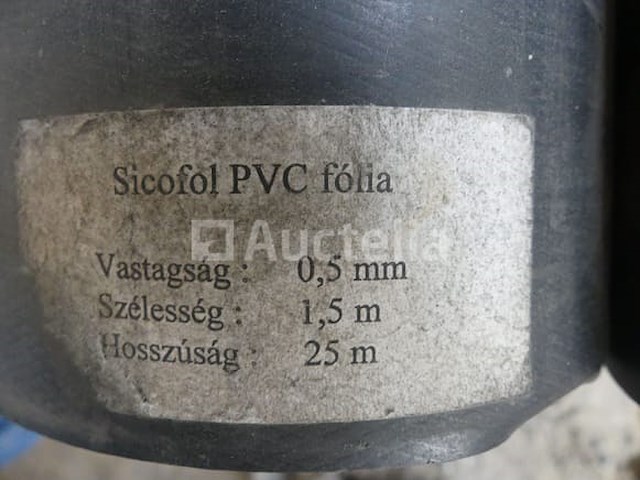 Sicofol PVC fólia
Auctelia
Vastagság : 0,5 mm
Szélesség : 1,5 m
Hosszúság : 25 m